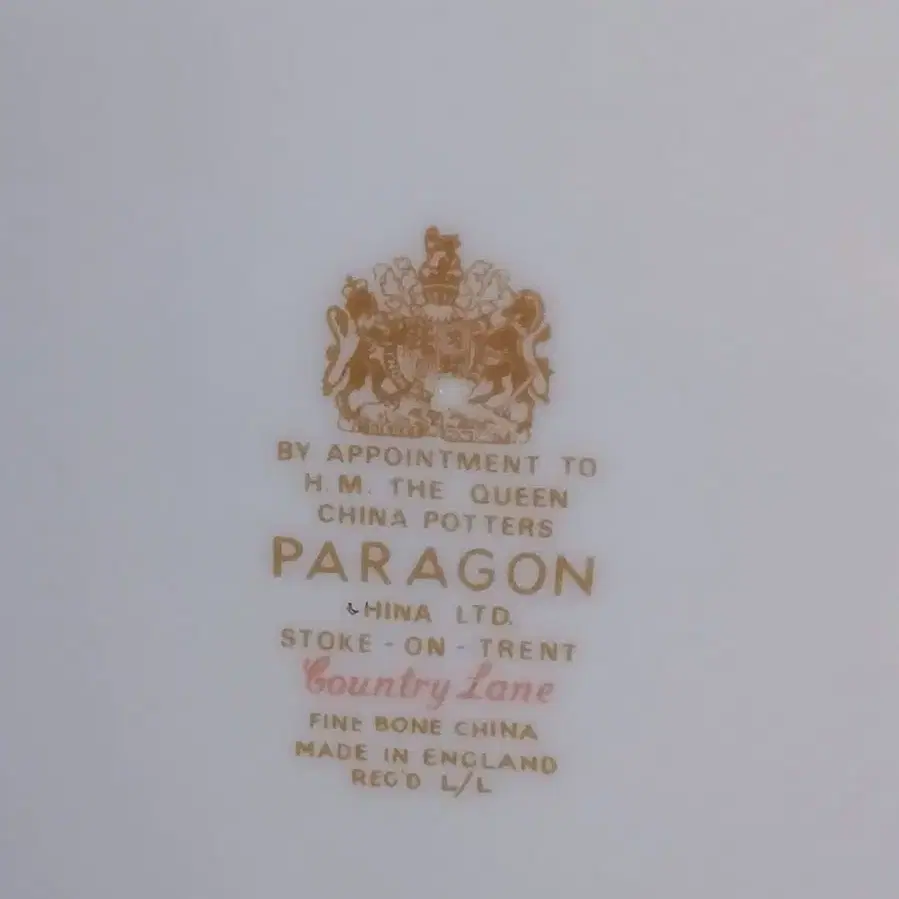 BY APPOINTMENT TO
H.M. THE QUEEN
CHINA POTTERS
PARAGON
CHINA LTD.
STOKE-ON-TRENT
Country Lane
FINE BONE CHINA
MADE IN ENGLAND
REG'D L/L